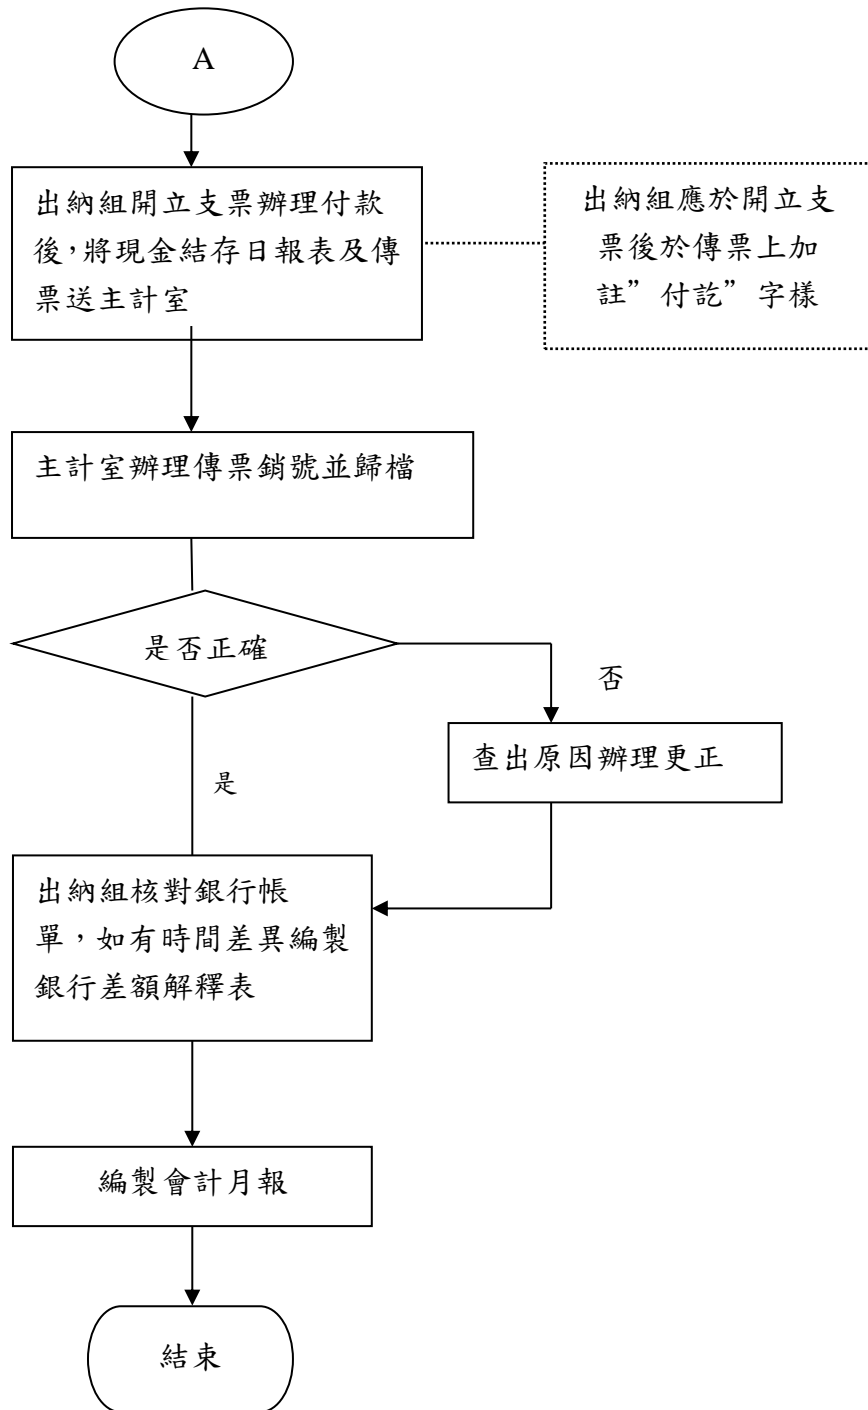 A
出納組開立支票辦理付款
後,將現金結存日報表及傳
票送主計室
出納組應於開立支
票後於傳票上加
註”付訖”字樣
主計室辦理傳票銷號並歸檔
是否正確
否
查出原因辦理更正
是
出納組核對銀行帳
單，如有時間差異編製
銀行差額解釋表
編製會計月報
結束